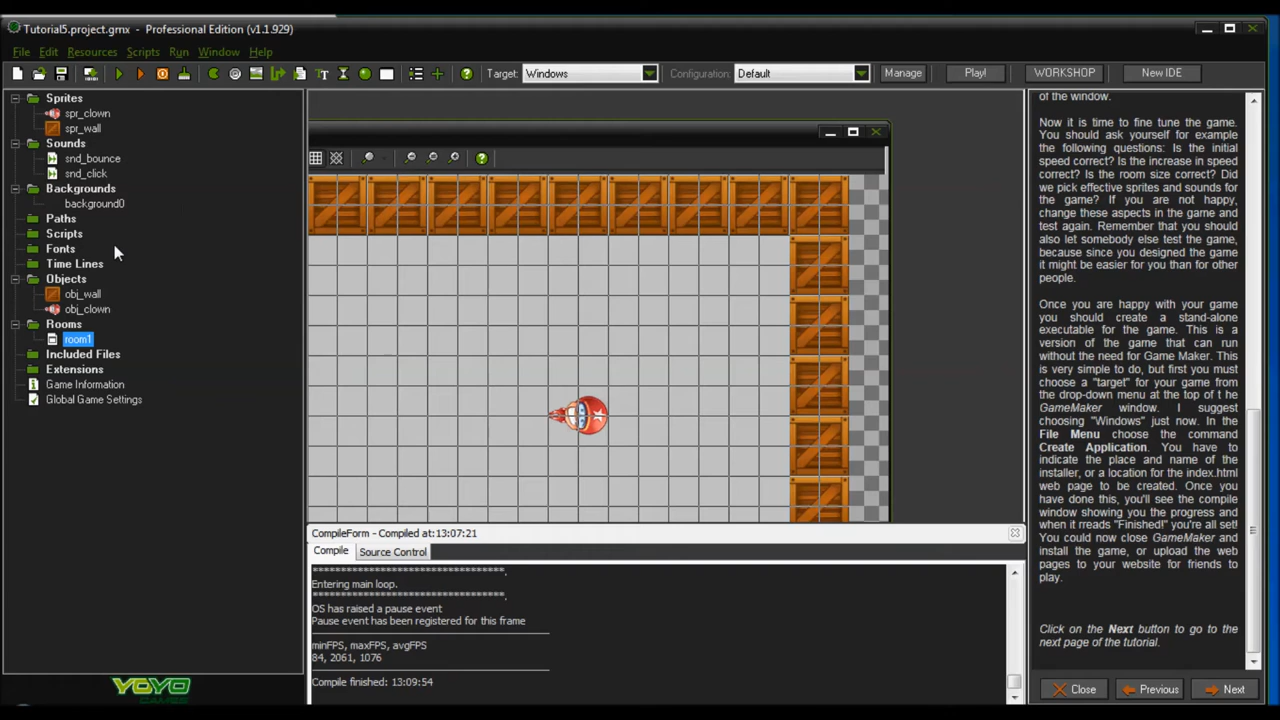 Tutorial5.project.gmx - Professional Edition (v1.1.929)
File Edit Resources Scripts Run Window Help
Target: Windows Configuration: Default Manage Play! WORKSHOP New IDE
Sprites
spr_clown
spr_wall
Sounds
snd_bounce
snd_click
Backgrounds
background0
Paths
Scripts
Fonts
Time Lines
Objects
obj_wall
obj_clown
Rooms
room1
Included Files
Extensions
Game Information
Global Game Settings
YOYO
GAMES
CompileForm - Compiled at:13:07:21
Compile Source Control
***********************************.
Entering main loop.
***********************************.
OS has raised a pause event
Pause event has been registered for this frame
minFPS, maxFPS, avgFPS
84, 2061, 1076
Compile finished: 13:09:54
of the window.
Now it is time to fine tune the game.
You should ask yourself for example
the following questions: Is the initial
speed correct? Is the increase in speed
correct? Is the room size correct? Did
we pick effective sprites and sounds for
the game? If you are not happy,
change these aspects in the game and
test again. Remember that you should
also let somebody else test the game,
because since you designed the game
it might be easier for you than for other
people.
Once you are happy with your game
you should create a stand-alone
executable for the game. This is a
version of the game that can run
without the need for Game Maker. This
is very simple to do, but first you must
choose a "target" for your game from
the drop-down menu at the top of t he
GameMaker window. I suggest
choosing "Windows" just now. In the
File Menu choose the command
Create Application. You have to
indicate the place and name of the
installer, or a location for the index.html
web page to be created. Once you
have done this, you'll see the compile
window showing you the progress and
when it rreads "Finished!" you're all set!
You could now close GameMaker and
install the game, or upload the web
pages to your website for friends to
play.
Click on the Next button to go to the
next page of the tutorial.
Close Previous Next